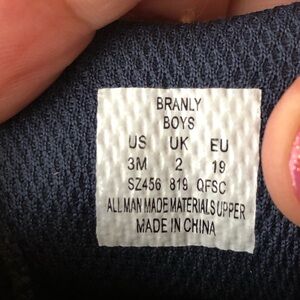 BRANLY
BOYS
US UK EU
3M 2 19
SZ456 819 QFSC
ALL MAN MADE MATERIALS UPPER
MADE IN CHINA